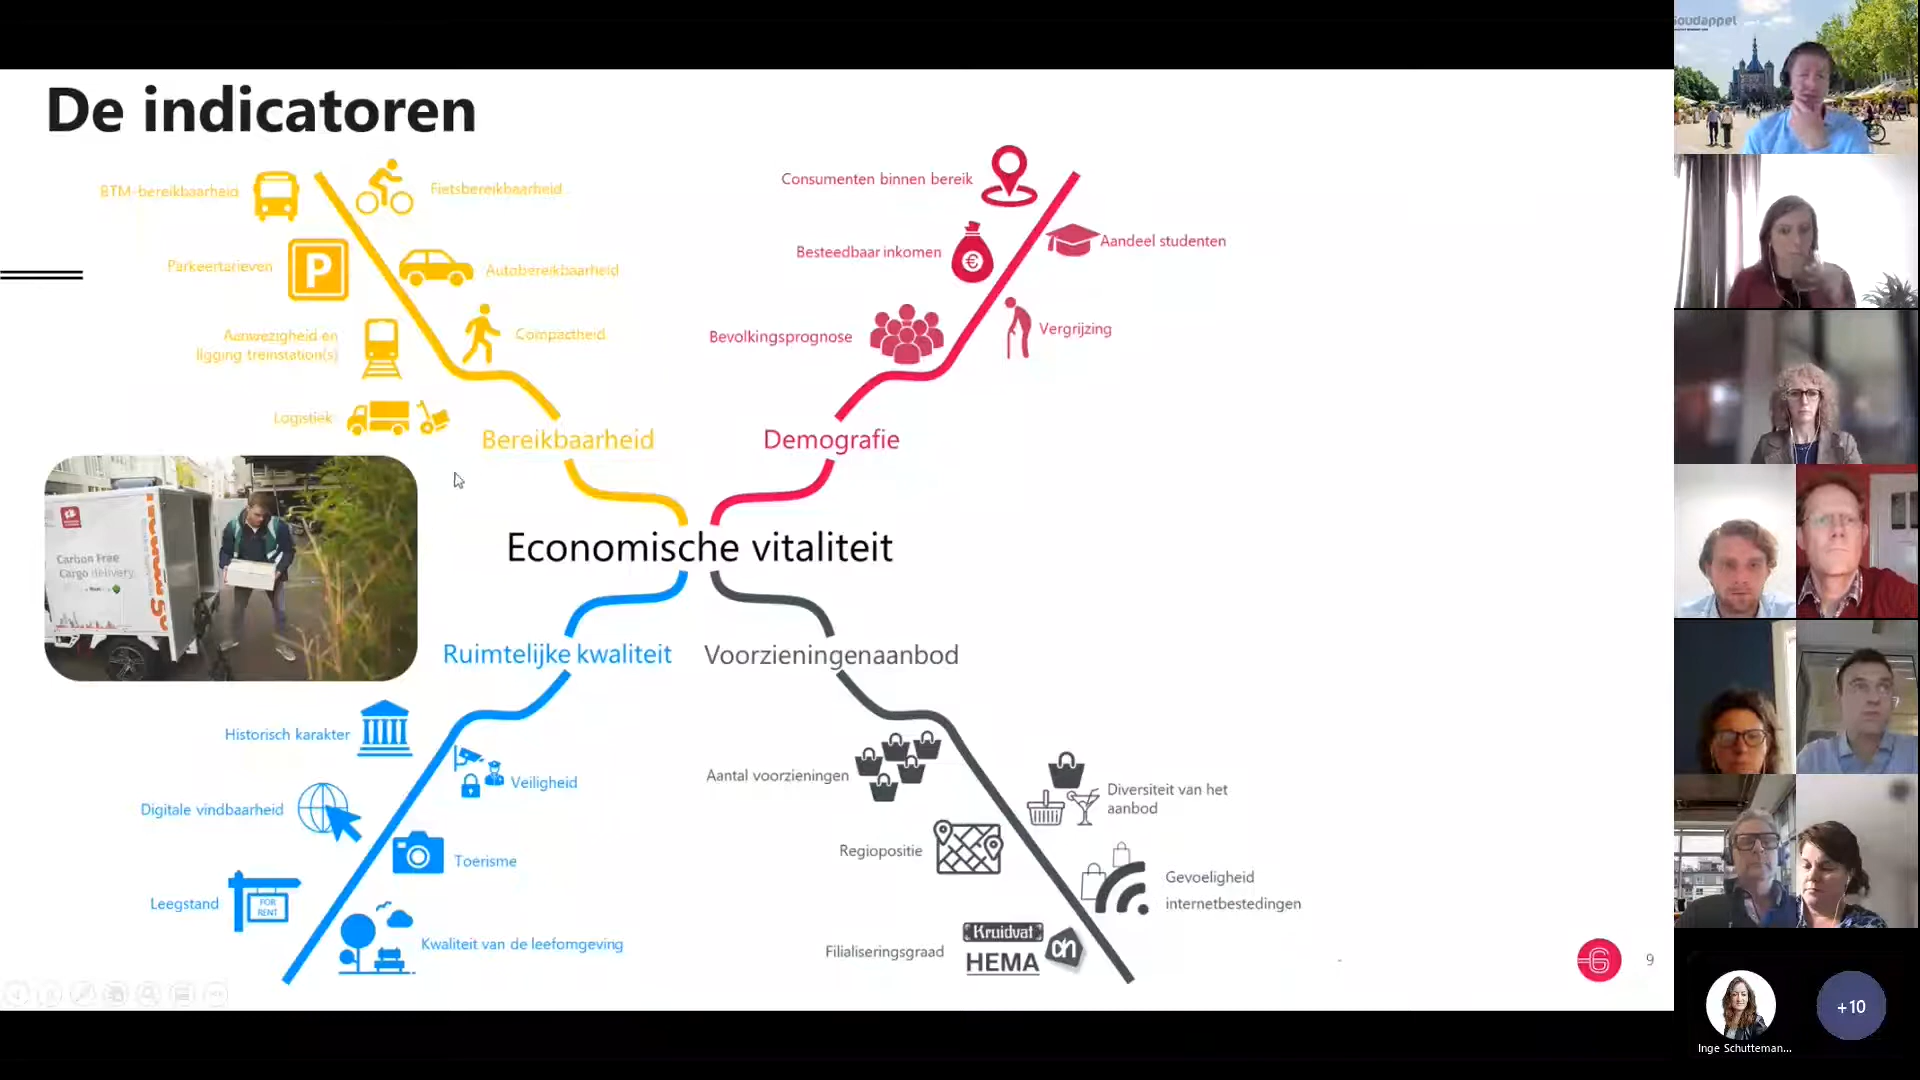 De indicatoren
BTM-bereikbaarheid
Fietsbereikbaarheid
Parkeertarieven
P
Autobereikbaarheid
Aanwezigheid en
ligging treinstation(s)
Compactheid
Logistiek
Bereikbaarheid
Consumenten binnen bereik
Besteedbaar inkomen
€
Aandeel studenten
Bevolkingsprognose
Vergrijzing
Demografie
Economische vitaliteit
Carbon Free
Cargo delivery
Ruimtelijke kwaliteit
Voorzieningenaanbod
Historisch karakter
Veiligheid
Digitale vindbaarheid
Toerisme
Leegstand
FOR
RENT
Kwaliteit van de leefomgeving
Aantal voorzieningen
Diversiteit van het
aanbod
Regiopositie
Gevoeligheid
internetbestedingen
Filialiseringsgraad
Kruidvat
HEMA
ah
9
oudappel
+10
Inge Schutteman...